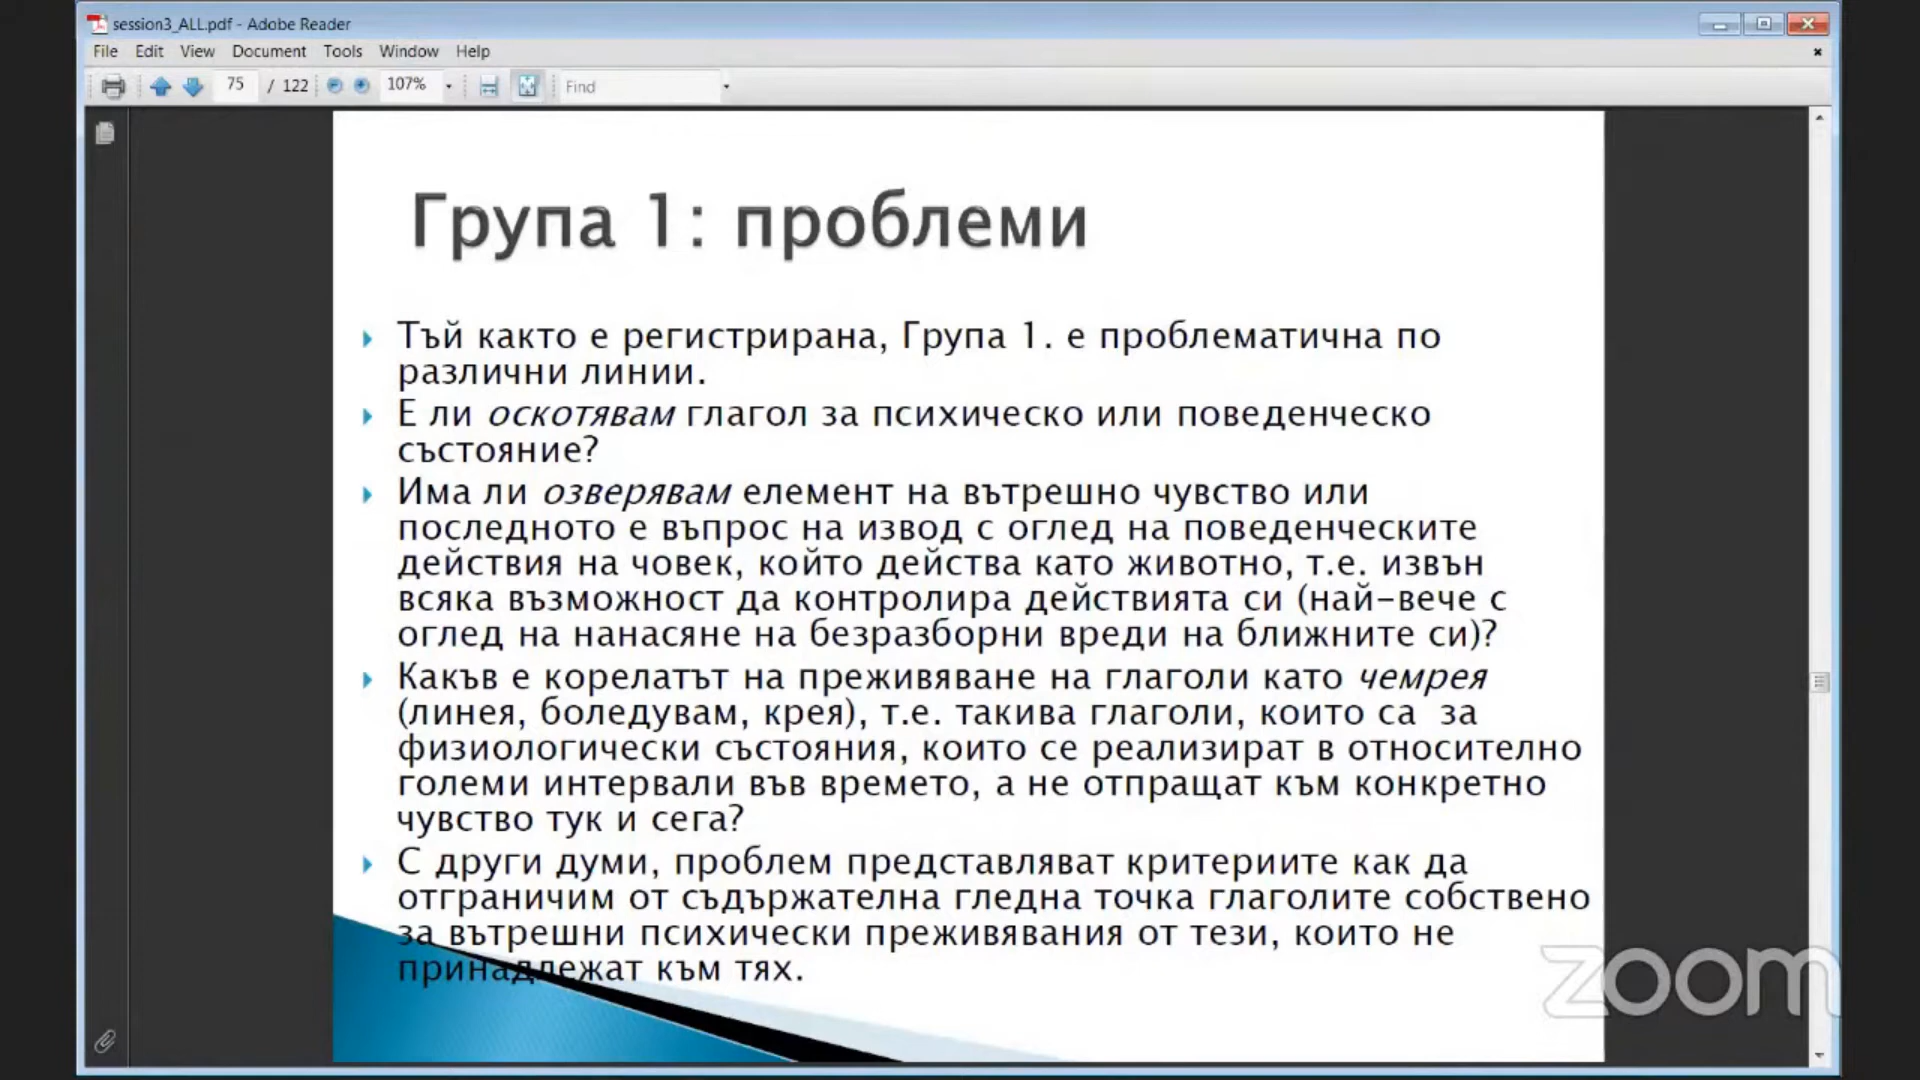 session3_ALL.pdf - Adobe Reader
File Edit View Document Tools Window Help
75 / 122 107% Find
Група 1: проблеми
Тъй както е регистрирана, Група 1. е проблематична по
различни линии.
Е ли оскотявам глагол за психическо или поведенческо
състояние?
Има ли озверявам елемент на вътрешно чувство или
последното е въпрос на извод с оглед на поведенческите
действия на човек, който действа като животно, т.е. извън
всяка възможност да контролира действията си (най-вече с
оглед на нанасяне на безразборни вреди на ближните си)?
Какъв е корелатът на преживяване на глаголи като чемрея
(линея, боледувам, крея), т.е. такива глаголи, които са за
физиологически състояния, които се реализират в относително
големи интервали във времето, а не отпращат към конкретно
чувство тук и сега?
С други думи, проблем представляват критериите как да
отграничим от съдържателна гледна точка глаголите собствено
за вътрешни психически преживявания от тези, които не
принадлежат към тях.
zoom